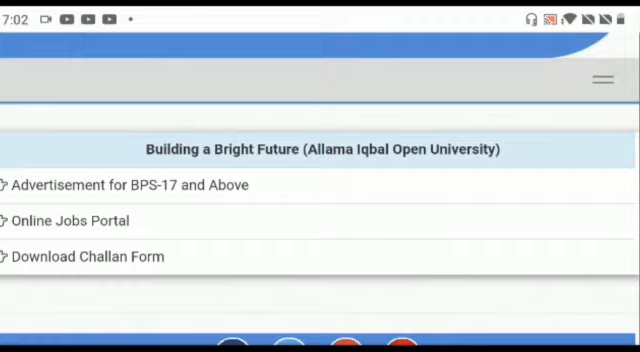 7:02
Building a Bright Future (Allama Iqbal Open University)
Advertisement for BPS-17 and Above
Online Jobs Portal
Download Challan Form